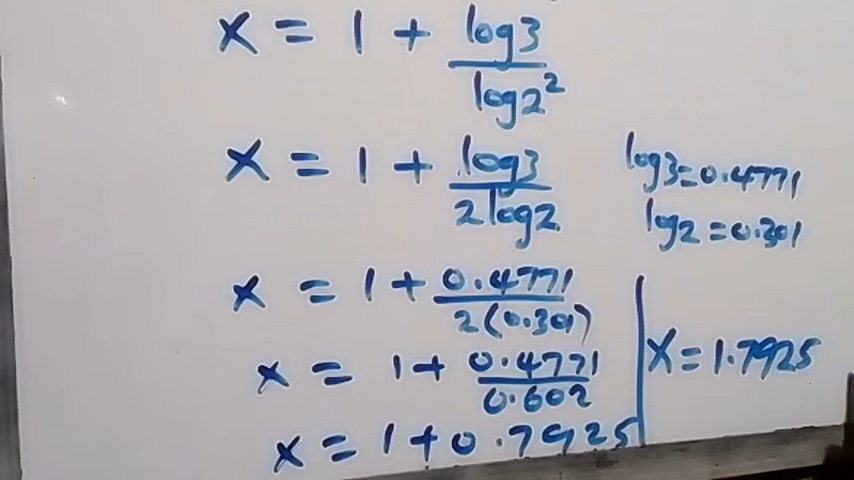 x = 1 + log3/log2²
x = 1 + log3/2log2
log3=0.4771
log2=0.301
x = 1 + 0.4771/2(0.301)
x = 1 + 0.4771/0.602
x = 1 + 0.7925
x = 1.7925